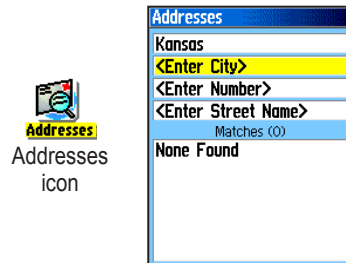 Addresses
Addresses
icon
Addresses
Kansas
<Enter City>
<Enter Number>
<Enter Street Name>
Matches (0)
None Found